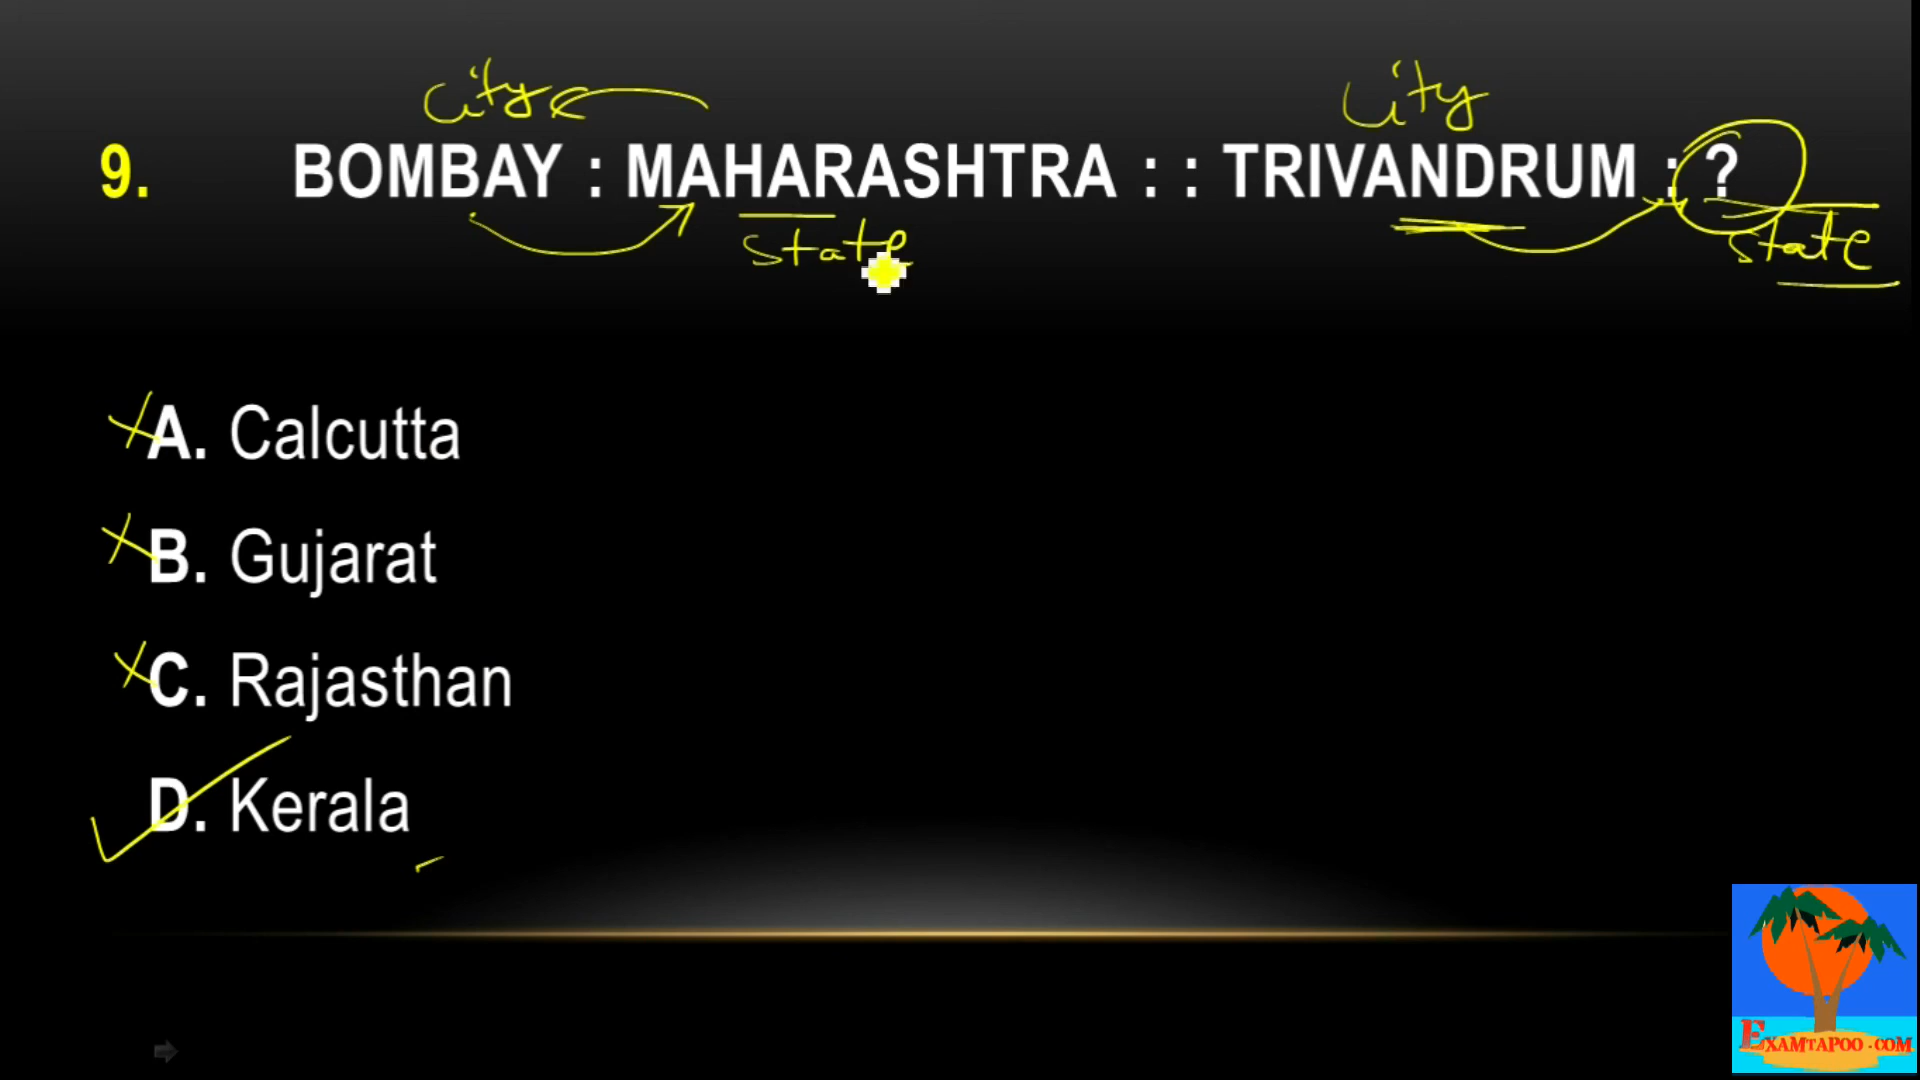 city city
9. BOMBAY : MAHARASHTRA : : TRIVANDRUM : ?
state state
A. Calcutta
B. Gujarat
C. Rajasthan
D. Kerala
EXAMTAPOO.COM